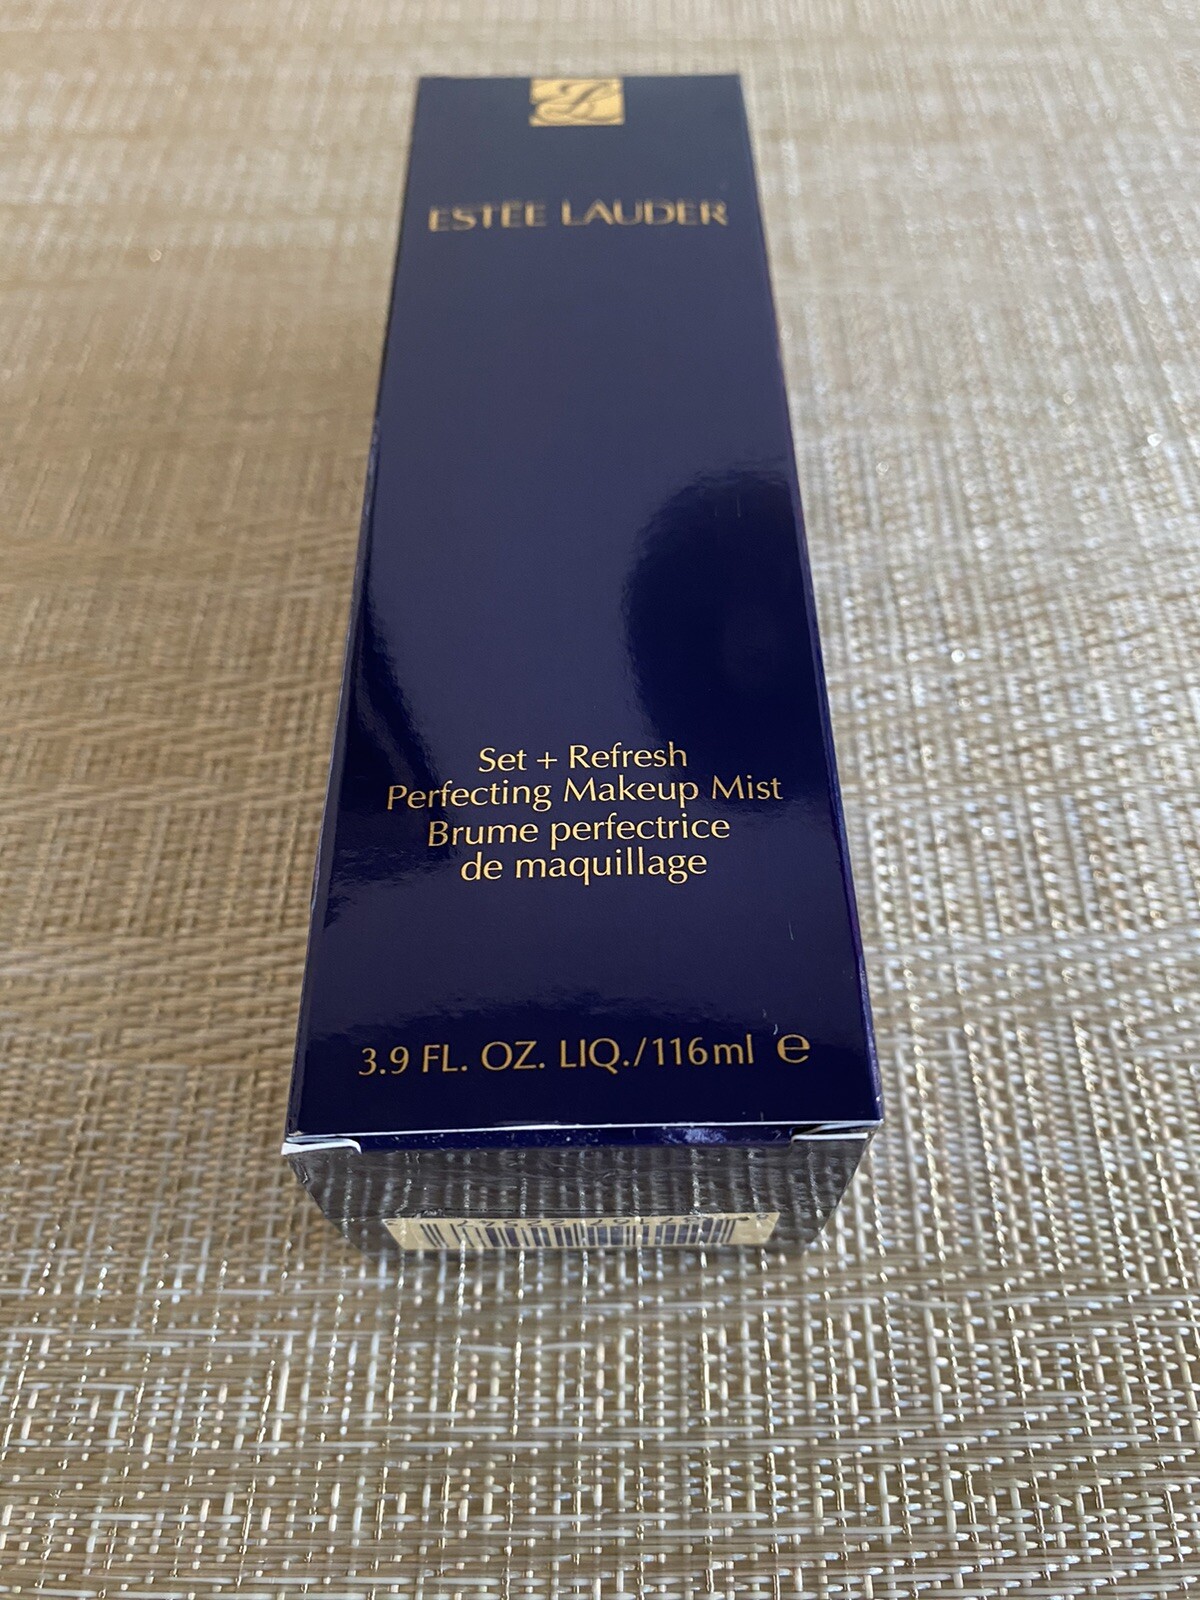 ESTĒE LAUDER
Set + Refresh
Perfecting Makeup Mist
Brume perfectrice
de maquillage
3.9 FL. OZ. LIQ./116ml ℮